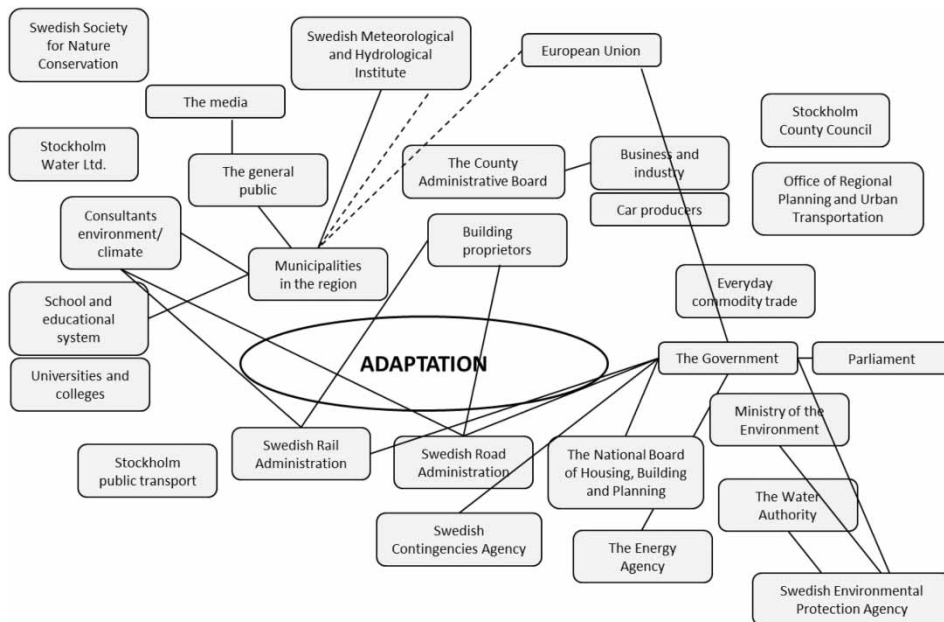 Swedish Society
for Nature
Conservation
Swedish Meteorological
and Hydrological
Institute
European Union
The media
Stockholm
County Council
Stockholm
Water Ltd.
The general
public
The County
Administrative Board
Business and
industry
Car producers
Office of Regional
Planning and Urban
Transportation
Consultants
environment/
climate
Building
proprietors
Municipalities
in the region
Everyday
commodity trade
School and
educational
system
Universities and
colleges
ADAPTATION
The Government
Parliament
Ministry of the
Environment
Stockholm
public transport
Swedish Rail
Administration
Swedish Road
Administration
The National Board
of Housing, Building
and Planning
The Water
Authority
Swedish
Contingencies Agency
The Energy
Agency
Swedish Environmental
Protection Agency